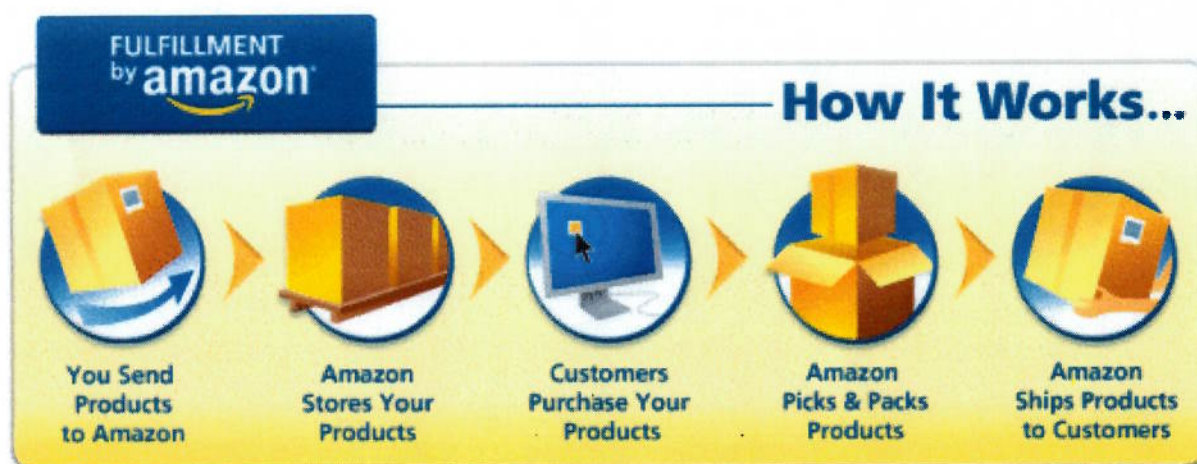 FULFILLMENT
by amazon
How It Works...
You Send
Products
to Amazon
Amazon
Stores Your
Products
Customers
Purchase Your
Products
Amazon
Picks & Packs
Products
Amazon
Ships Products
to Customers